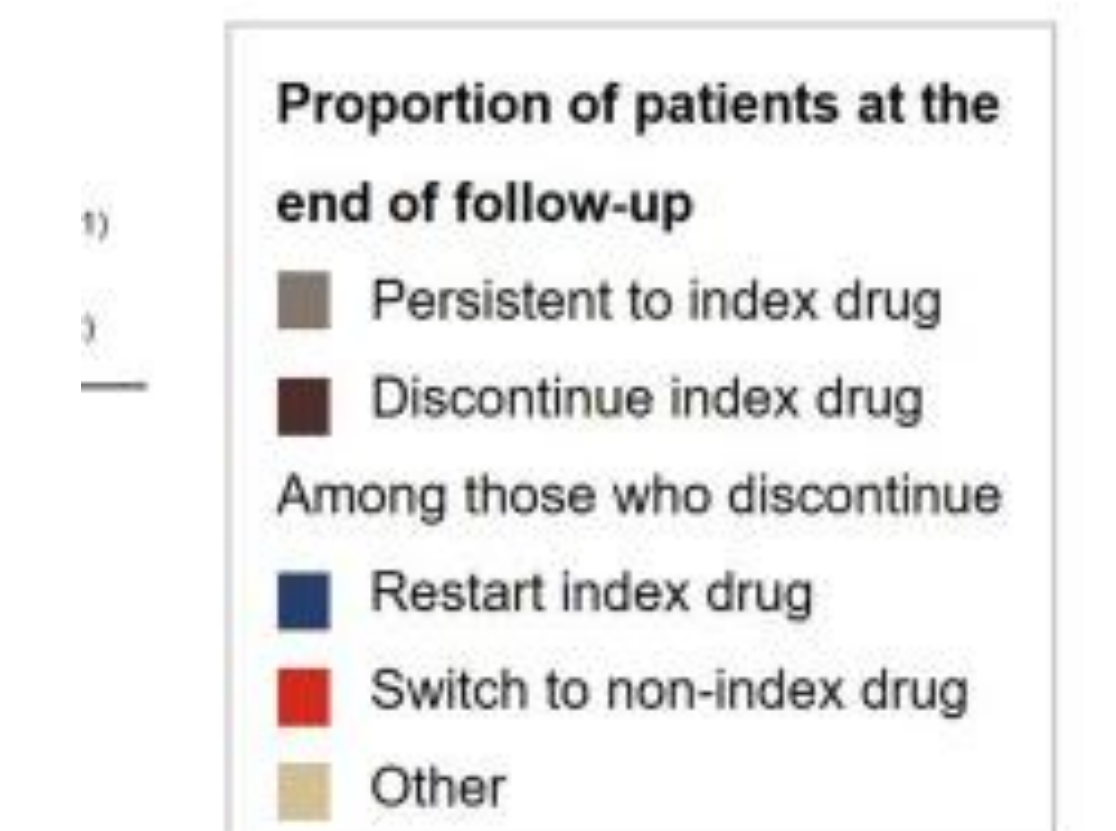 Proportion of patients at the
end of follow-up
1)
)
Persistent to index drug
Discontinue index drug
Among those who discontinue
Restart index drug
Switch to non-index drug
Other